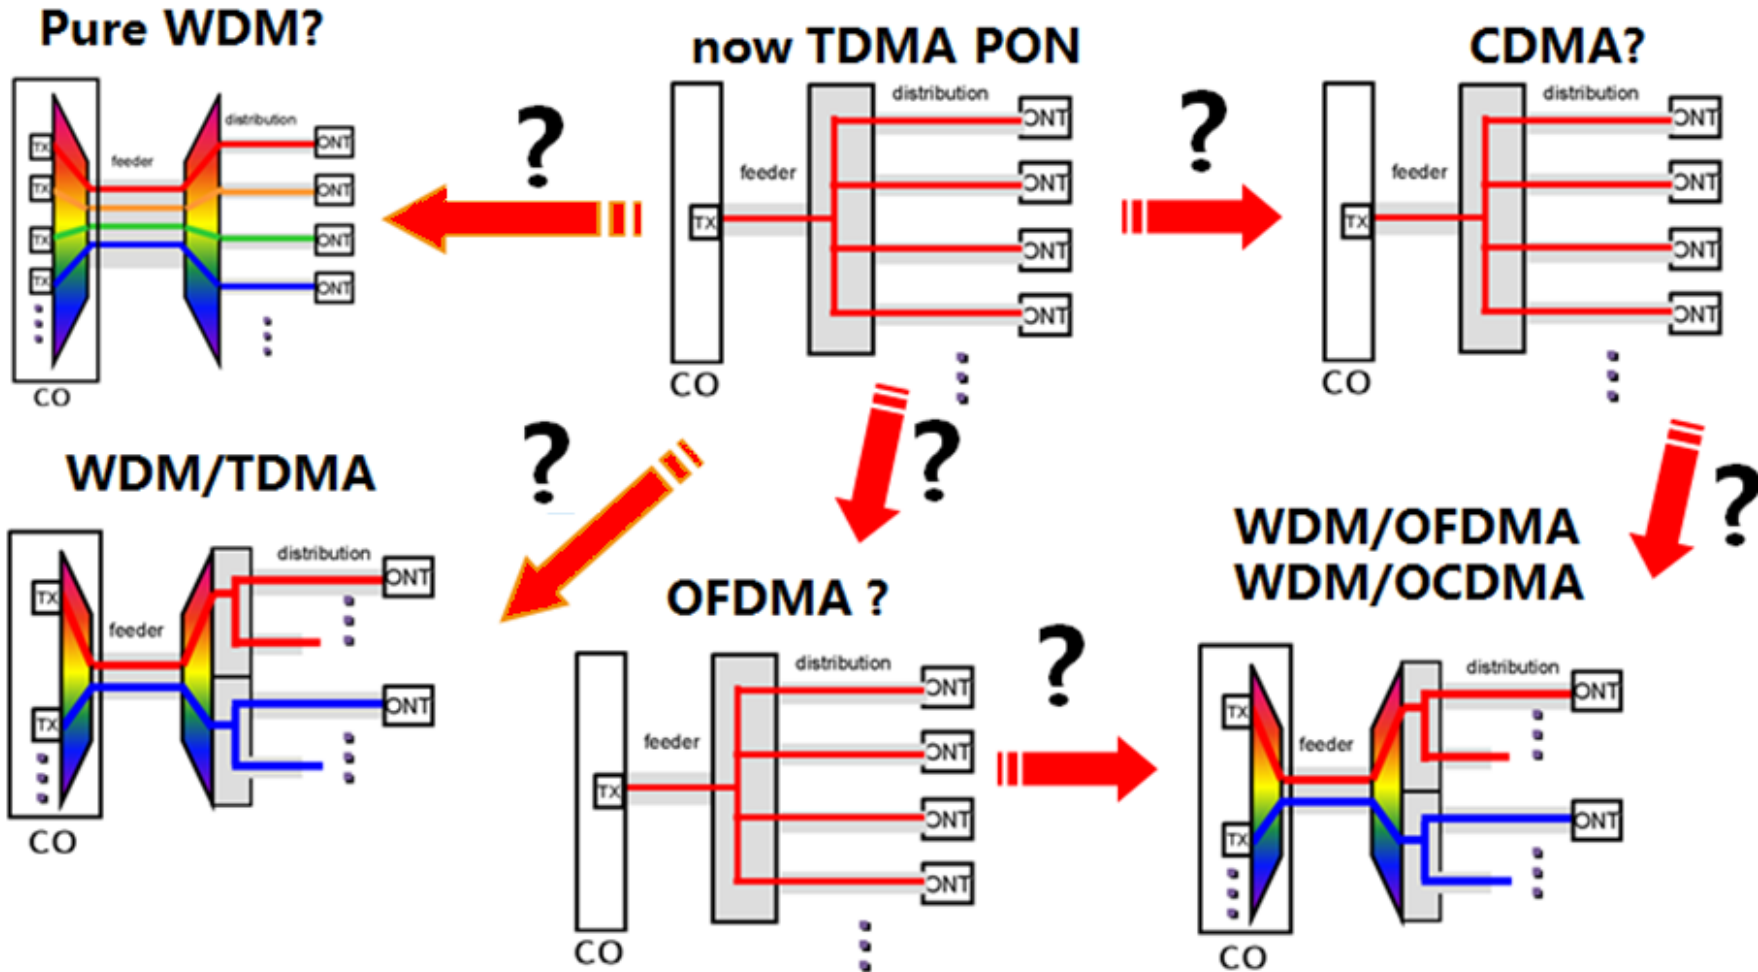 Pure WDM?
TX
TX
TX
TX
feeder
distribution
ONT
ONT
ONT
ONT
CO
?
now TDMA PON
TX
feeder
distribution
ONT
ONT
ONT
ONT
CO
?
CDMA?
TX
feeder
distribution
ONT
ONT
ONT
ONT
CO
?
?
?
WDM/TDMA
TX
TX
feeder
distribution
ONT
ONT
CO
OFDMA ?
TX
feeder
distribution
ONT
ONT
ONT
ONT
CO
?
WDM/OFDMA
WDM/OCDMA
TX
TX
feeder
distribution
ONT
ONT
CO